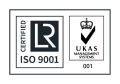 CERTIFIED
LR
ISO 9001
UKAS
MANAGEMENT
SYSTEMS
001